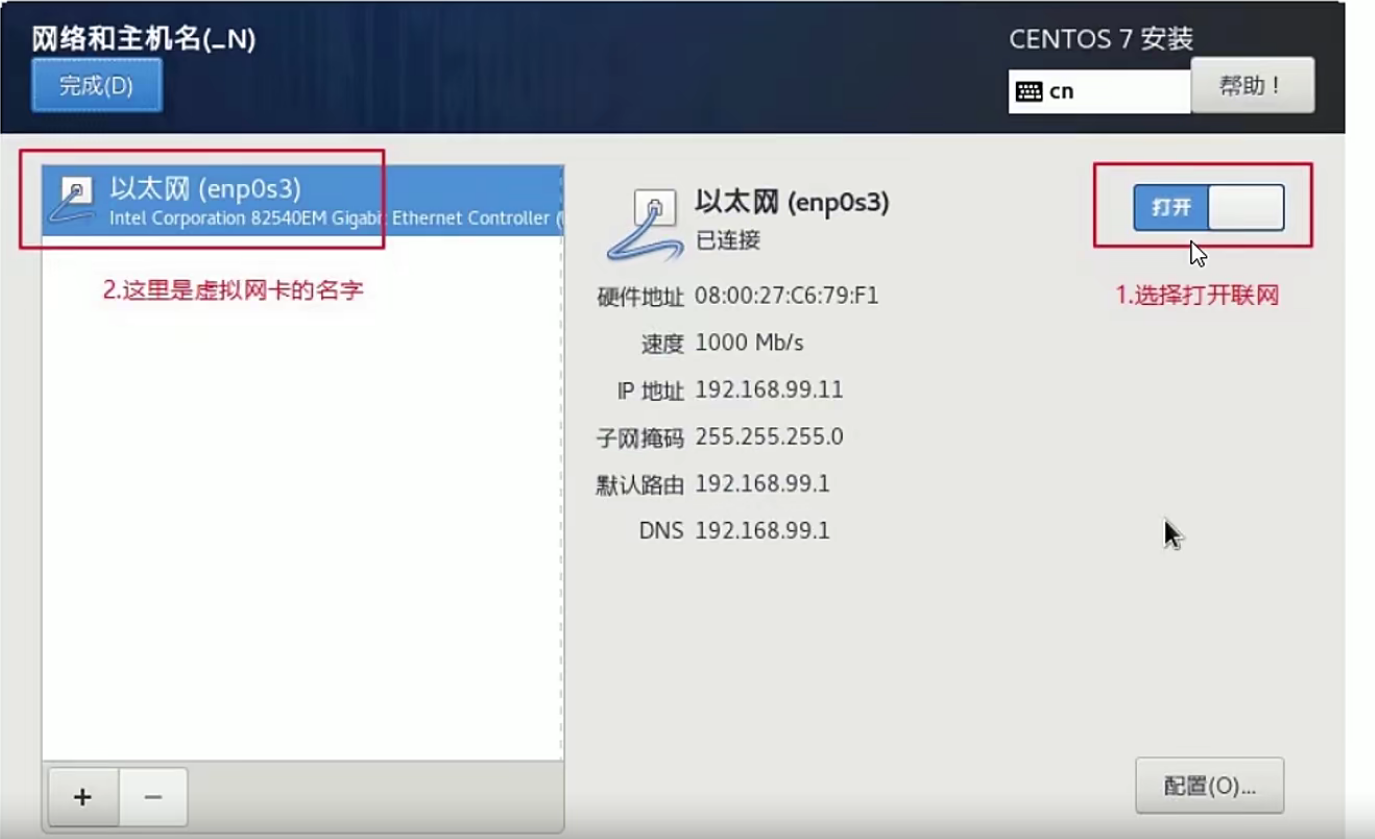 网络和主机名(_N)
CENTOS 7 安装
完成(D)
cn
帮助！
以太网 (enp0s3)
Intel Corporation 82540EM Gigabit Ethernet Controller (
2.这里是虚拟网卡的名字
以太网 (enp0s3)
已连接
打开
1.选择打开联网
硬件地址 08:00:27:C6:79:F1
速度 1000 Mb/s
IP 地址 192.168.99.11
子网掩码 255.255.255.0
默认路由 192.168.99.1
DNS 192.168.99.1
+ −
配置(O)...